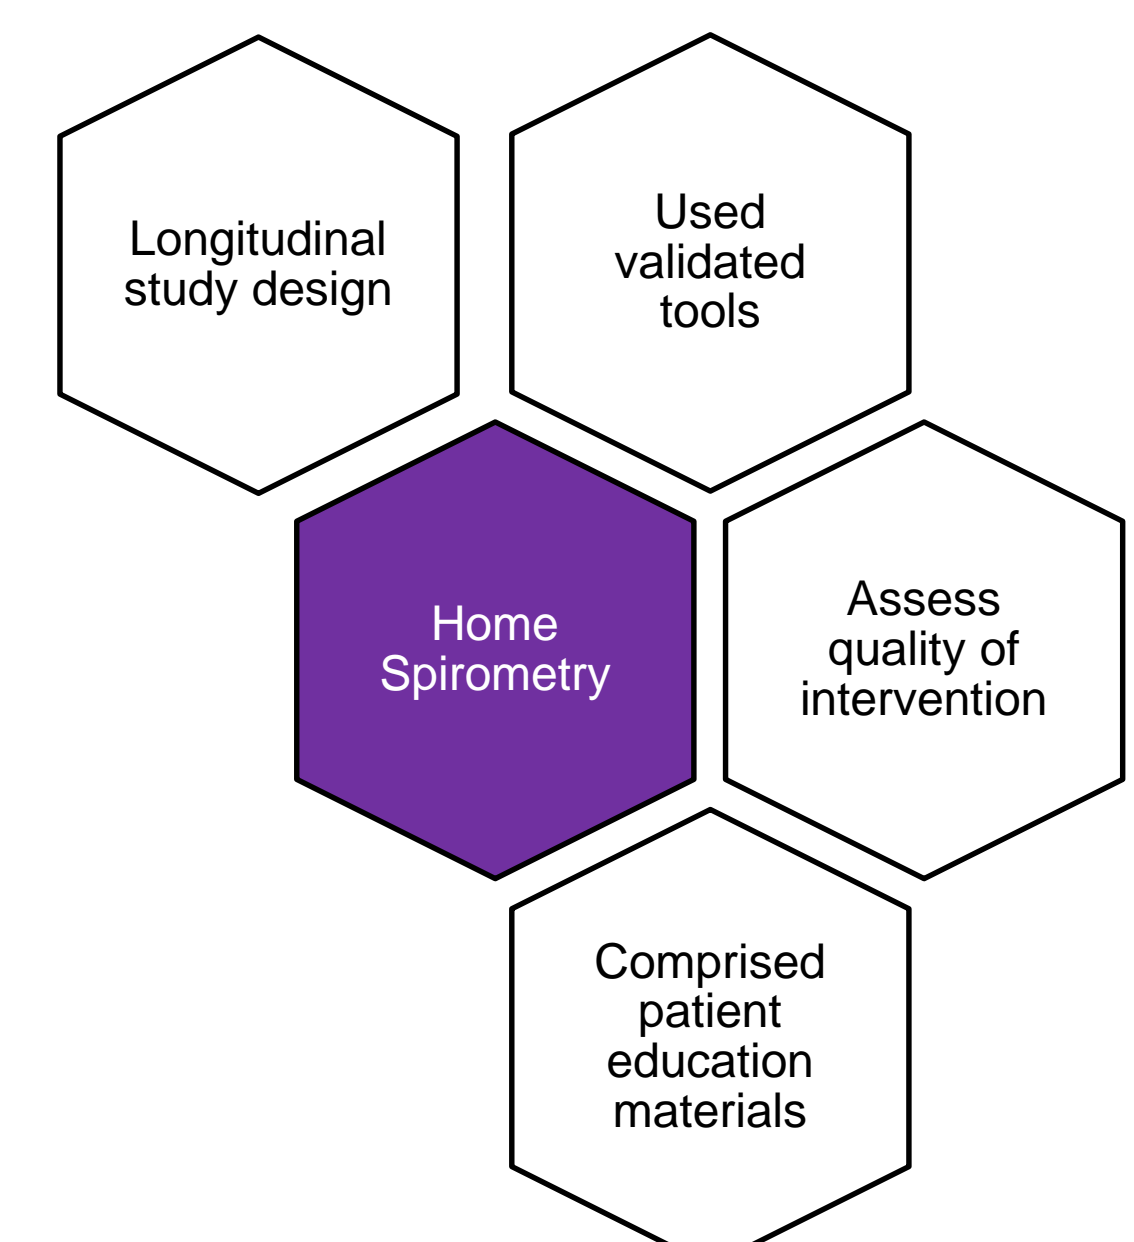 Longitudinal
study design
Used
validated
tools
Home
Spirometry
Assess
quality of
intervention
Comprised
patient
education
materials